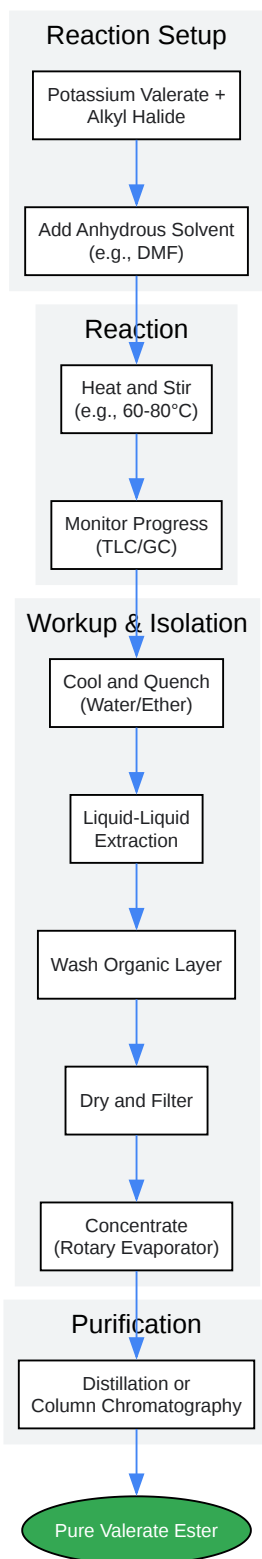 Reaction Setup
Potassium Valerate +
Alkyl Halide
Add Anhydrous Solvent
(e.g., DMF)
Reaction
Heat and Stir
(e.g., 60-80°C)
Monitor Progress
(TLC/GC)
Workup & Isolation
Cool and Quench
(Water/Ether)
Liquid-Liquid
Extraction
Wash Organic Layer
Dry and Filter
Concentrate
(Rotary Evaporator)
Purification
Distillation or
Column Chromatography
Pure Valerate Ester